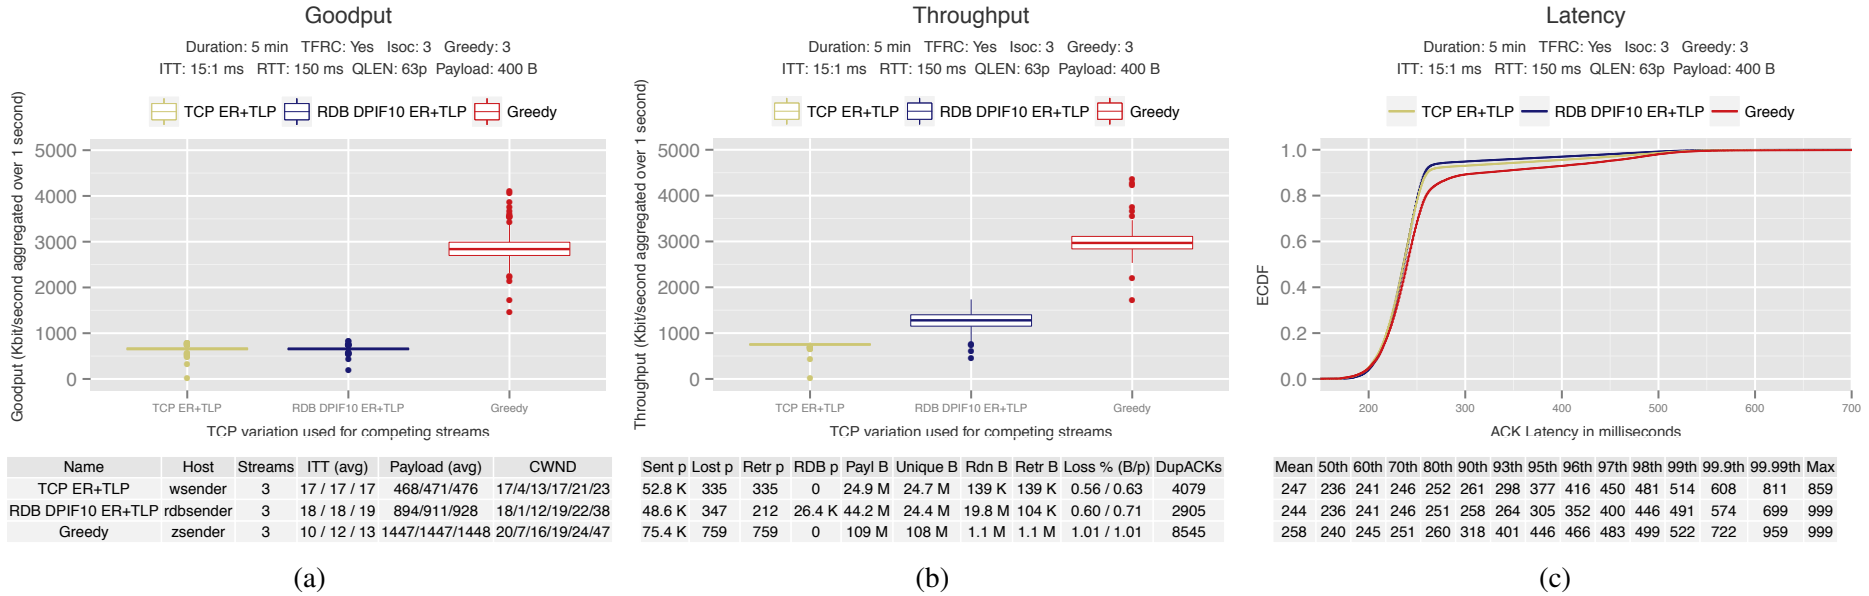 Goodput
Duration: 5 min TFRC: Yes Isoc: 3 Greedy: 3
ITT: 15:1 ms RTT: 150 ms QLEN: 63p Payload: 400 B
TCP ER+TLP RDB DPIF10 ER+TLP Greedy
Goodput (Kbit/second aggregated over 1 second)
5000
4000
3000
2000
1000
0
TCP ER+TLP RDB DPIF10 ER+TLP Greedy
TCP variation used for competing streams
Name Host Streams ITT (avg) Payload (avg) CWND
TCP ER+TLP wsender 3 17 / 17 / 17 468/471/476 17/4/13/17/21/23
RDB DPIF10 ER+TLP rdbsender 3 18 / 18 / 19 894/911/928 18/1/12/19/22/38
Greedy zsender 3 10 / 12 / 13 1447/1447/1448 20/7/16/19/24/47
(a)
Throughput
Duration: 5 min TFRC: Yes Isoc: 3 Greedy: 3
ITT: 15:1 ms RTT: 150 ms QLEN: 63p Payload: 400 B
TCP ER+TLP RDB DPIF10 ER+TLP Greedy
Throughput (Kbit/second aggregated over 1 second)
5000
4000
3000
2000
1000
0
TCP ER+TLP RDB DPIF10 ER+TLP Greedy
TCP variation used for competing streams
Sent p Lost p Retr p RDB p Payl B Unique B Rdn B Retr B Loss % (B/p) DupACKs
52.8 K 335 335 0 24.9 M 24.7 M 139 K 139 K 0.56 / 0.63 4079
48.6 K 347 212 26.4 K 44.2 M 24.4 M 19.8 M 104 K 0.60 / 0.71 2905
75.4 K 759 759 0 109 M 108 M 1.1 M 1.1 M 1.01 / 1.01 8545
(b)
Latency
Duration: 5 min TFRC: Yes Isoc: 3 Greedy: 3
ITT: 15:1 ms RTT: 150 ms QLEN: 63p Payload: 400 B
TCP ER+TLP RDB DPIF10 ER+TLP Greedy
ECDF
1.0
0.8
0.6
0.4
0.2
0.0
200 300 400 500 600 700
ACK Latency in milliseconds
Mean 50th 60th 70th 80th 90th 93th 95th 96th 97th 98th 99th 99.9th 99.99th Max
247 236 241 246 252 261 298 377 416 450 481 514 608 811 859
244 236 241 246 251 258 264 305 352 400 446 491 574 699 999
258 240 245 251 260 318 401 446 466 483 499 522 722 959 999
(c)